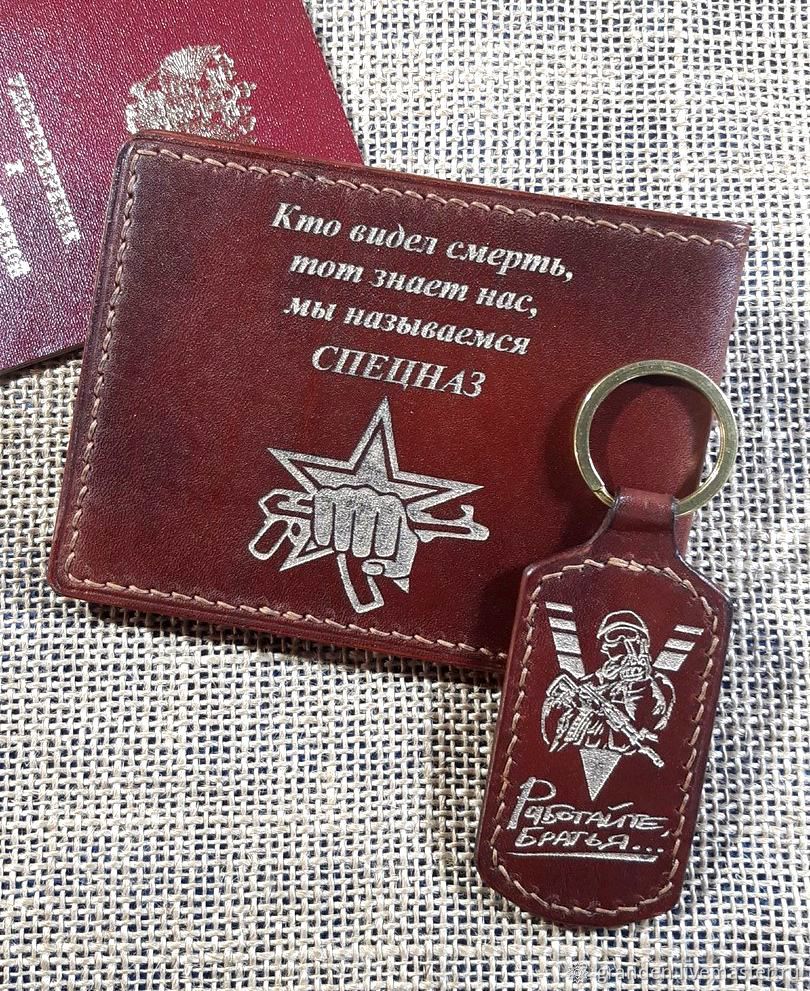 Кто видел смерть,
тот знает нас,
мы называемся
СПЕЦНАЗ
Работайте,
БРАТЬЯ...